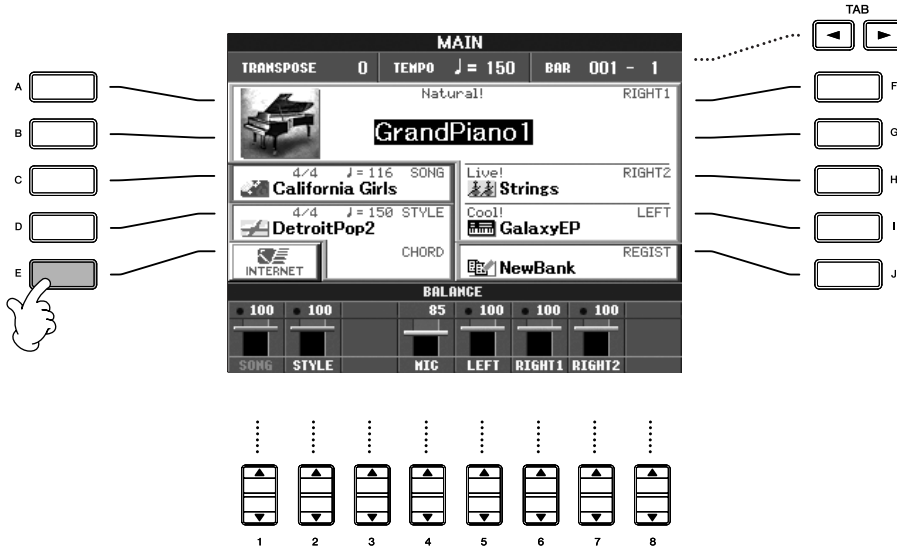 TAB
MAIN
TRANSPOSE 0 TEMPO ♩= 150 BAR 001 - 1
A
Natural! RIGHT1
F
B
GrandPiano1
G
C
4/4 ♩= 116 SONG
California Girls
Live! RIGHT2
Strings
H
D
4/4 ♩= 150 STYLE
DetroitPop2
Cool! LEFT
GalaxyEP
I
E
INTERNET
CHORD
REGIST
NewBank
J
BALANCE
100 100 85 100 100 100
SONG STYLE MIC LEFT RIGHT1 RIGHT2
1 2 3 4 5 6 7 8